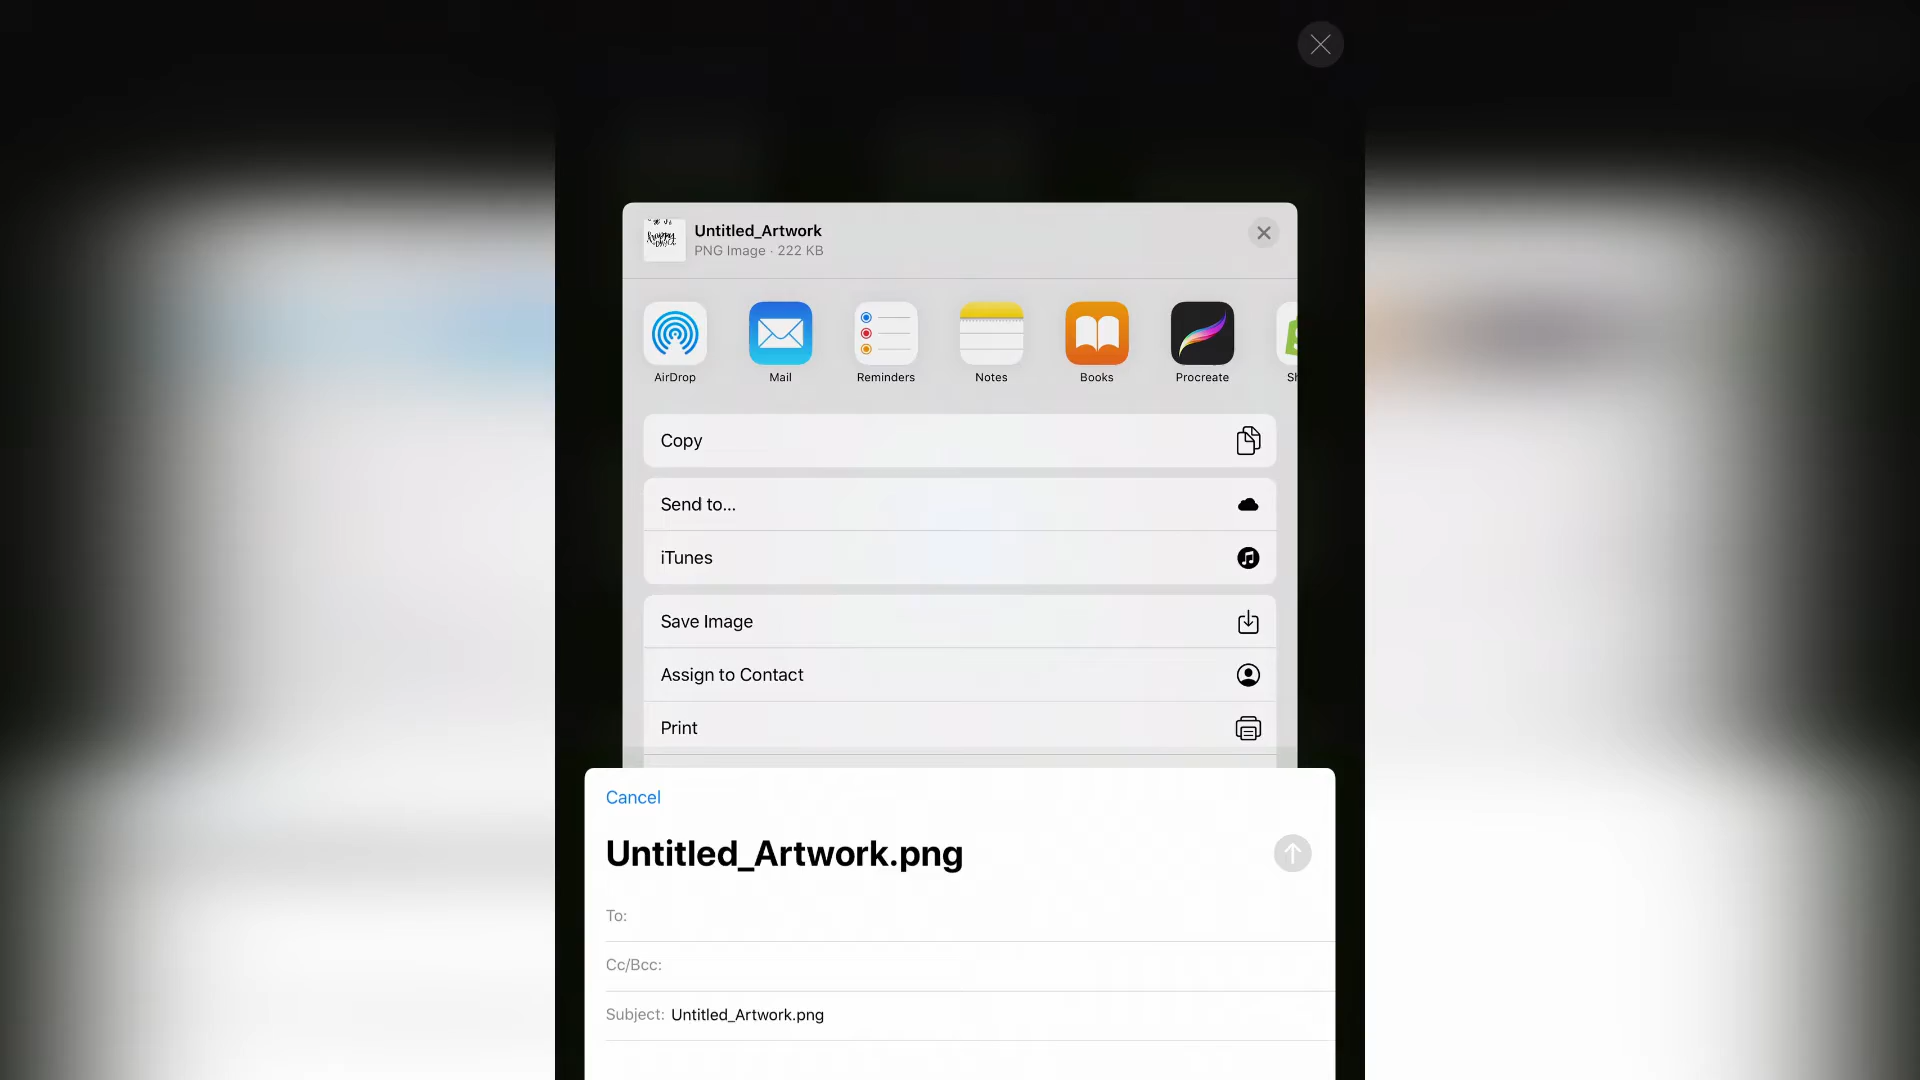 Untitled_Artwork
PNG Image · 222 KB
AirDrop
Mail
Reminders
Notes
Books
Procreate
Copy
Send to...
iTunes
Save Image
Assign to Contact
Print
Cancel
Untitled_Artwork.png
To:
Cc/Bcc:
Subject: Untitled_Artwork.png